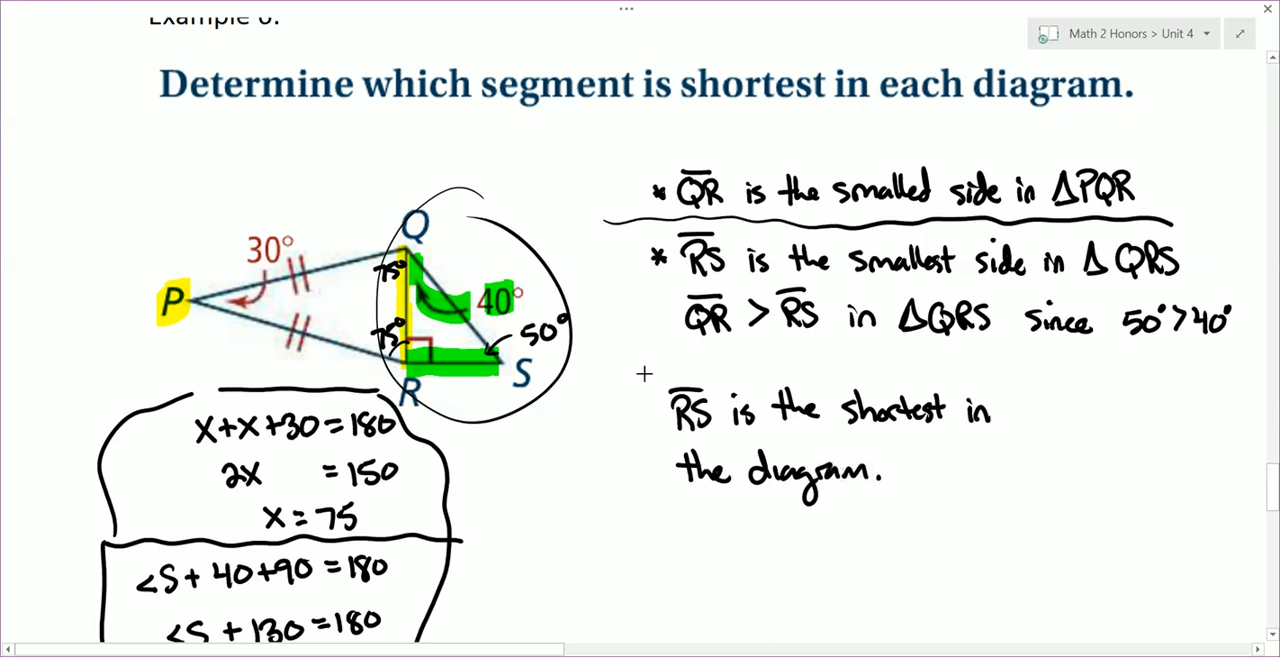 Example 6:
Math 2 Honors > Unit 4
Determine which segment is shortest in each diagram.
* QR is the smalled side in ΔPQR
* RS is the smallest side in Δ QRS
QR > RS in ΔQRS since 50° > 40°
RS is the shortest in
the diagram.
Q
30°
75°
P
40°
75°
50°
S
R
x+x+30=180
2x = 150
x = 75
<S + 40+90 = 180
<S + 130 = 180